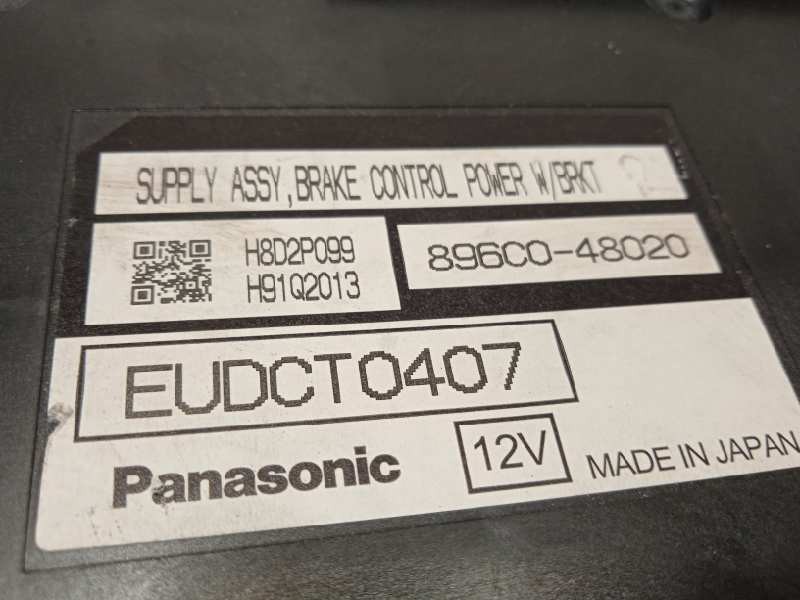 SUPPLY ASSY,BRAKE CONTROL POWER W/BRKT
H8D2P099
H91Q2013
896C0-48020
EUDCT0407
Panasonic
12V
MADE IN JAPAN